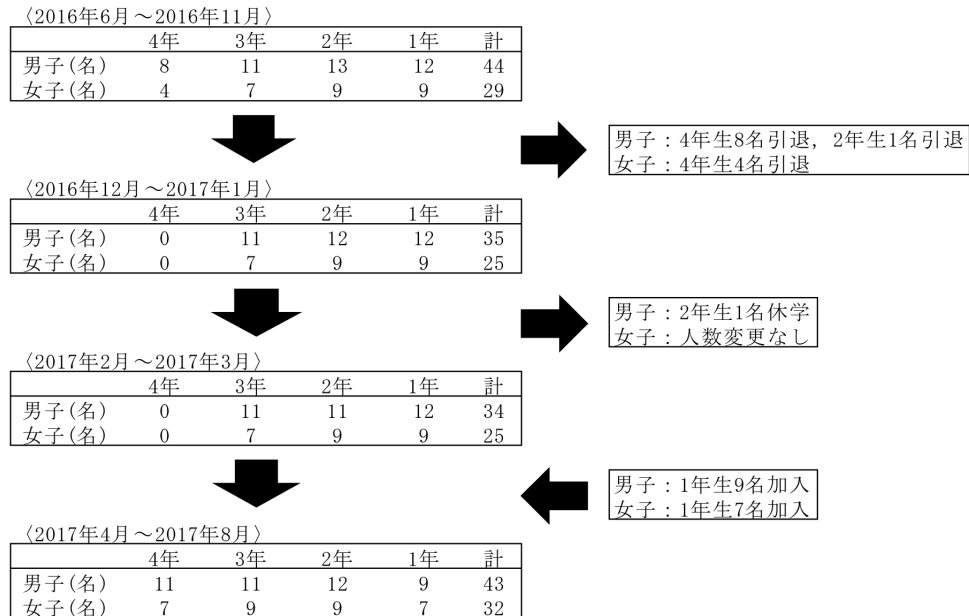 〈2016年6月～2016年11月〉
4年 3年 2年 1年 計
男子(名) 8 11 13 12 44
女子(名) 4 7 9 9 29
男子：4年生8名引退，2年生1名引退
女子：4年生4名引退
〈2016年12月～2017年1月〉
4年 3年 2年 1年 計
男子(名) 0 11 12 12 35
女子(名) 0 7 9 9 25
男子：2年生1名休学
女子：人数変更なし
〈2017年2月～2017年3月〉
4年 3年 2年 1年 計
男子(名) 0 11 11 12 34
女子(名) 0 7 9 9 25
男子：1年生9名加入
女子：1年生7名加入
〈2017年4月～2017年8月〉
4年 3年 2年 1年 計
男子(名) 11 11 12 9 43
女子(名) 7 9 9 7 32